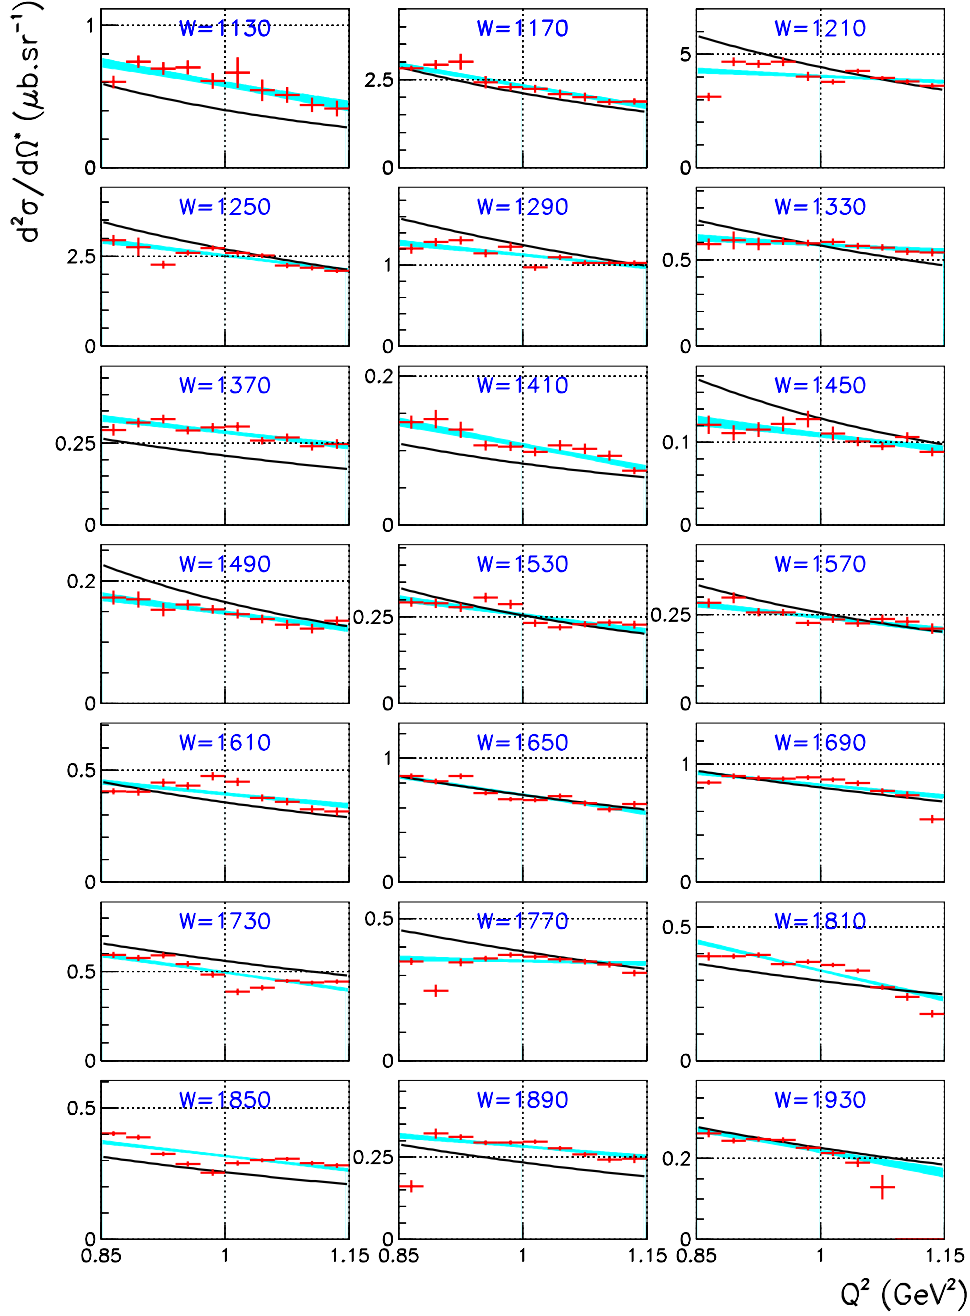 d²σ/dΩ* (μb.sr⁻¹)
W=1130 W=1170 W=1210
1 2.5 5
0 0 0
W=1250 W=1290 W=1330
2.5 1 0.5
0 0 0
W=1370 W=1410 W=1450
0.25 0.2 0.1
0 0 0
W=1490 W=1530 W=1570
0.2 0.25 0.25
0 0 0
W=1610 W=1650 W=1690
0.5 1 1
0 0 0
W=1730 W=1770 W=1810
0.5 0.5 0.5
0 0 0
W=1850 W=1890 W=1930
0.5 0.25 0.2
0 0 0
0.85 1 1.15 0.85 1 1.15 0.85 1 1.15
Q² (GeV²)